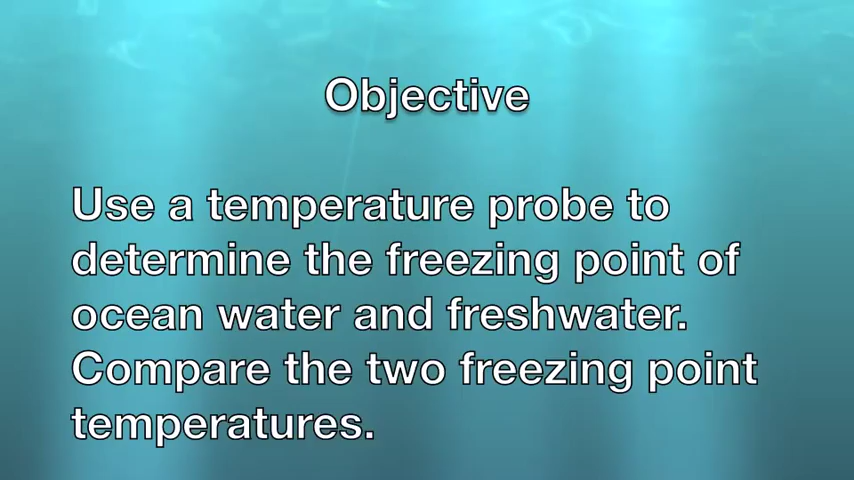 Objective
Use a temperature probe to
determine the freezing point of
ocean water and freshwater.
Compare the two freezing point
temperatures.